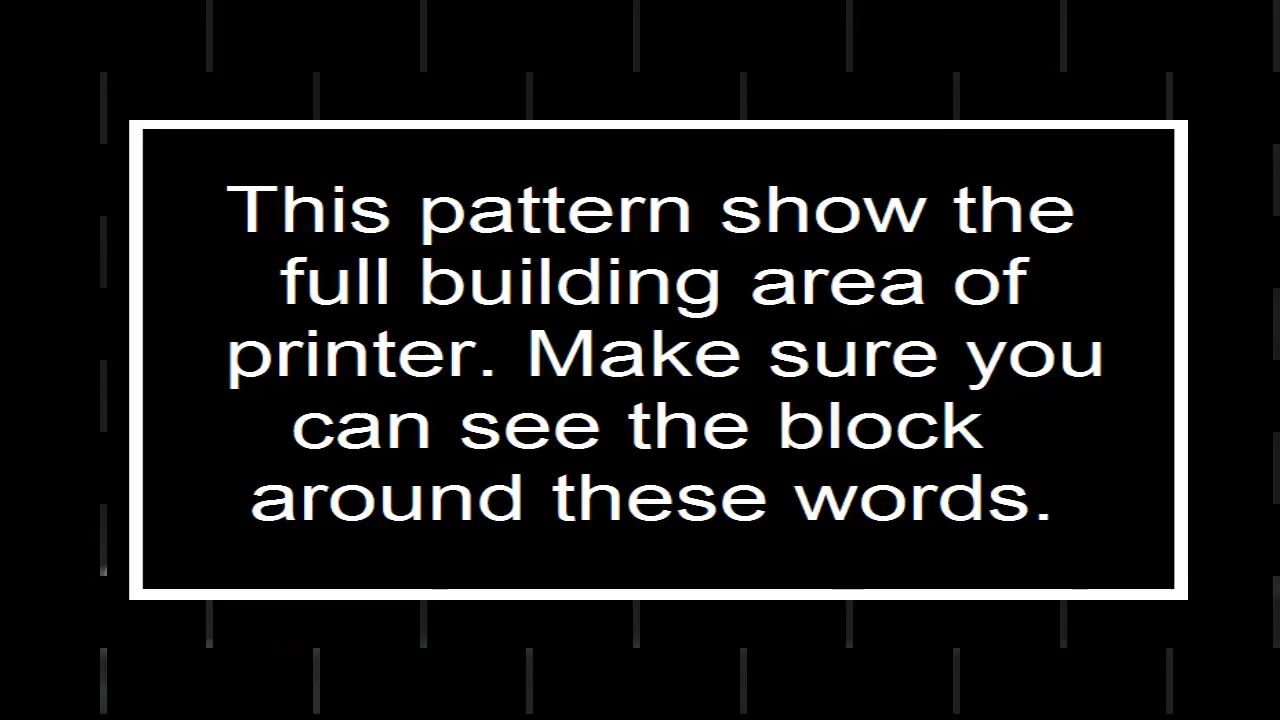 This pattern show the
full building area of
printer. Make sure you
can see the block
around these words.